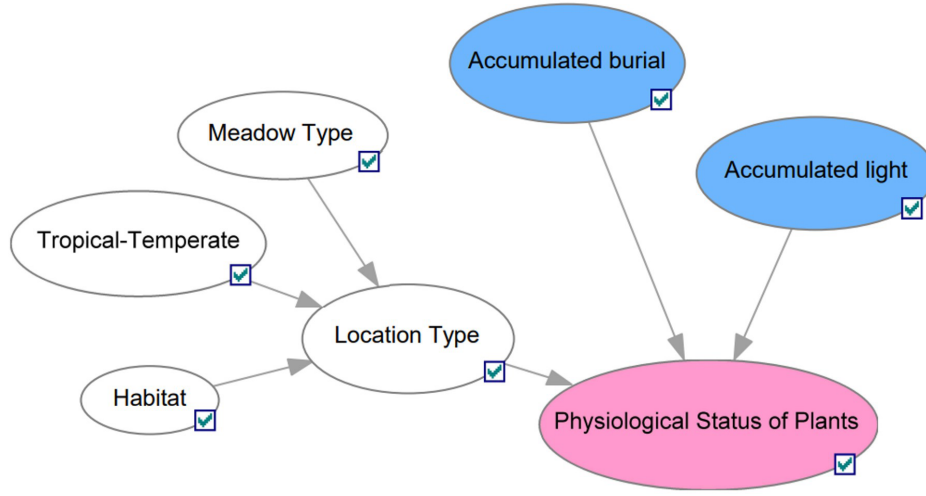 Accumulated burial
Meadow Type
Accumulated light
Tropical-Temperate
Location Type
Habitat
Physiological Status of Plants